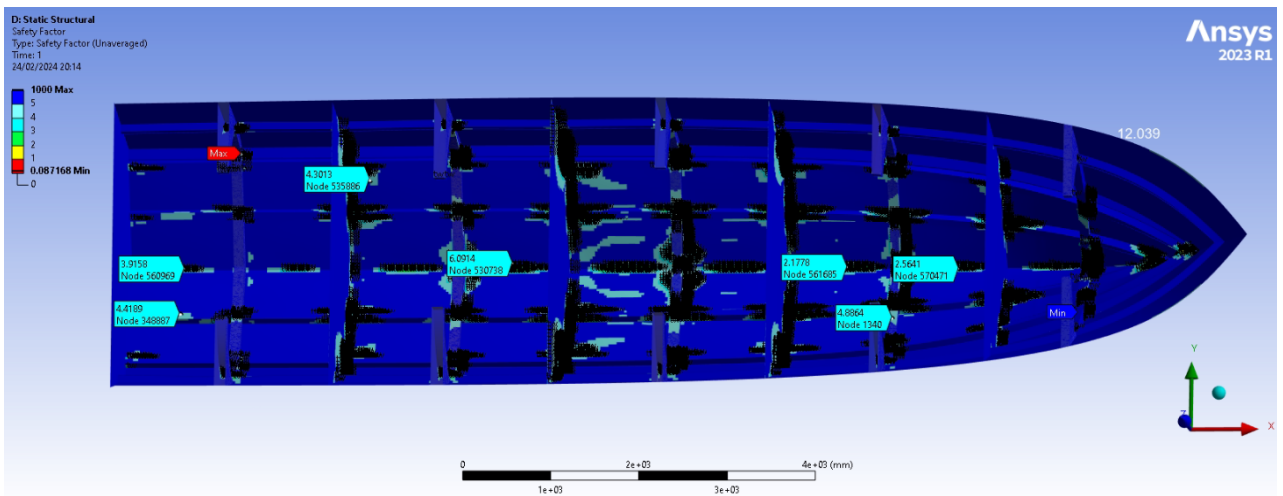 D: Static Structural
Safety Factor
Type: Safety Factor (Unaveraged)
Time: 1
24/02/2024 20:14
1000 Max
5
4
3
2
1
0.087168 Min
0
Ansys
2023 R1
12.039
Max
4.3013
Node 535886
3.9158
Node 560969
6.0914
Node 530738
2.1778
Node 561685
2.5641
Node 570471
4.4189
Node 348887
4.8864
Node 1340
Min
Y
Z
X
0
2e+03
4e+03 (mm)
1e+03
3e+03